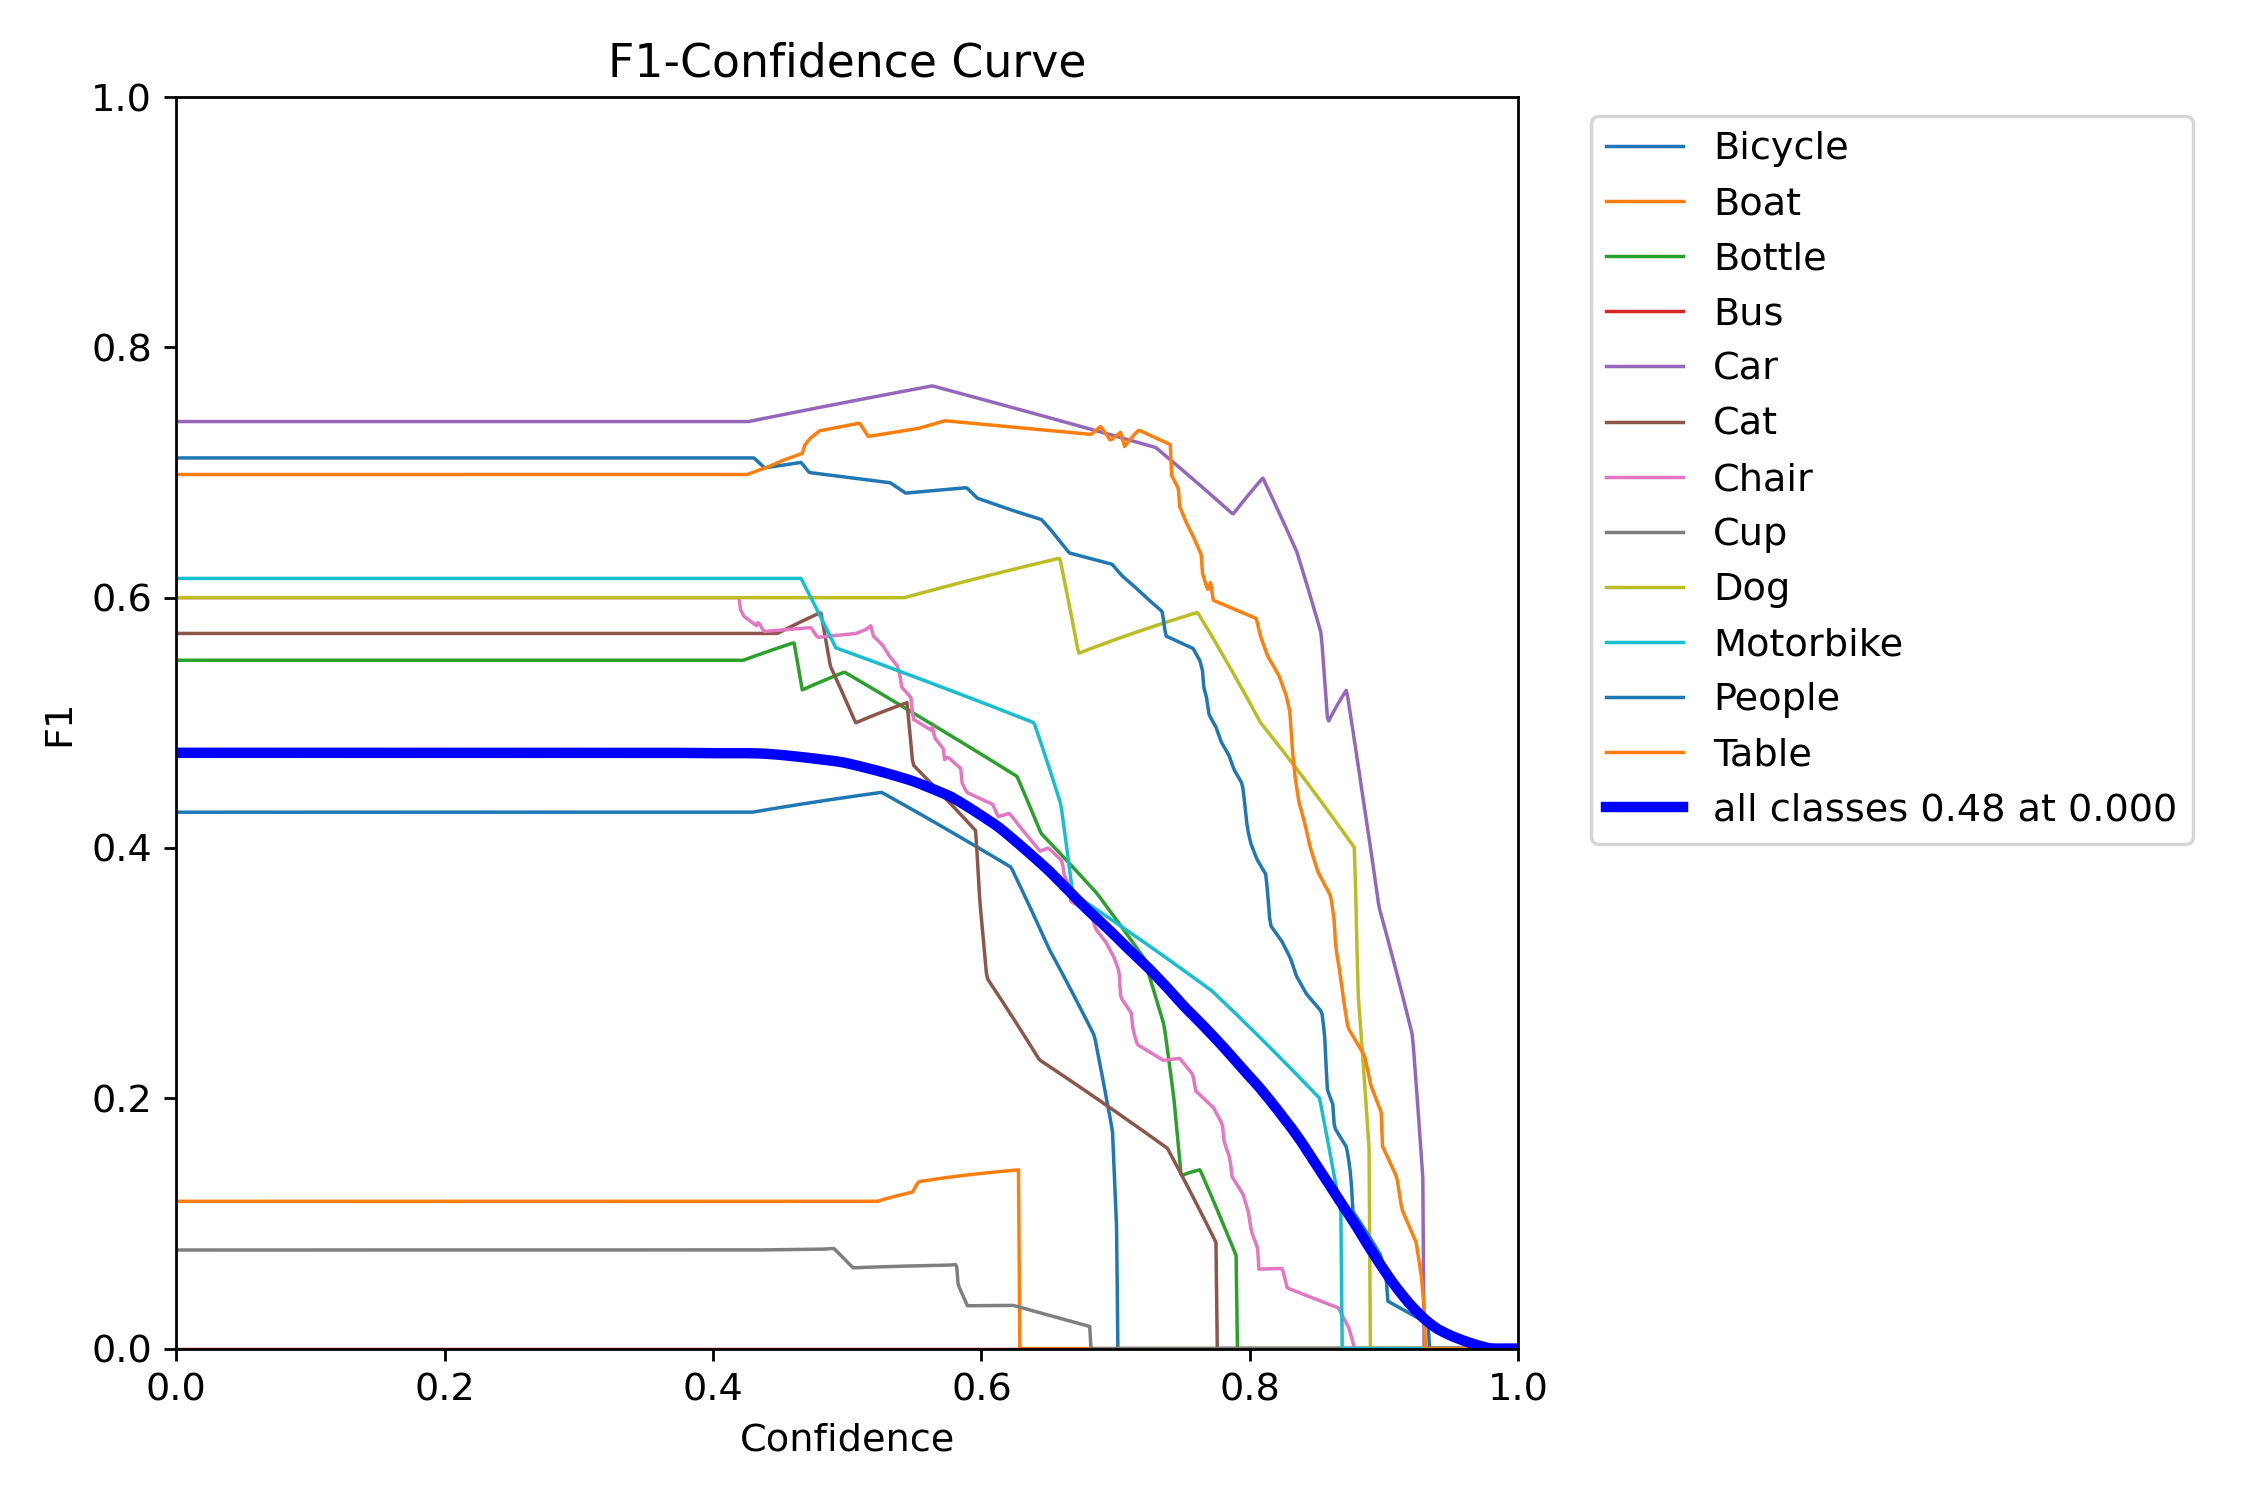 F1-Confidence Curve
1.0
0.8
0.6
0.4
0.2
0.0
F1
0.0 0.2 0.4 0.6 0.8 1.0
Confidence
Bicycle
Boat
Bottle
Bus
Car
Cat
Chair
Cup
Dog
Motorbike
People
Table
all classes 0.48 at 0.000